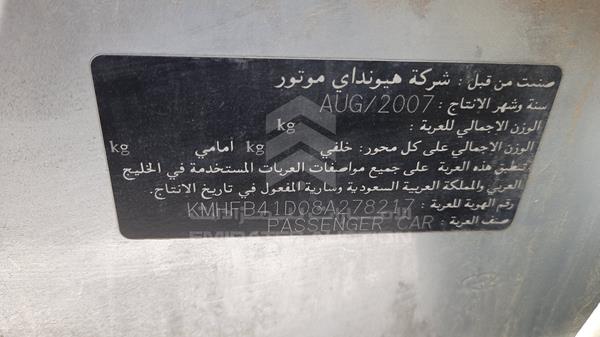 صنعت من قبل : شركة هيونداي موتور
سنة وشهر الانتاج : AUG/2007
الوزن الاجمالي للعربة : kg
الوزن الاجمالي على كل محور: خلفي kg أمامي kg
تطبق هذه العربة على جميع مواصفات العربات المستخدمة في الخليج
العربي والمملكة العربية السعودية وسارية المفعول في تاريخ الانتاج.
رقم الهوية للعربة : KMHFB41D08A278217
صنف العربة : PASSENGER CAR